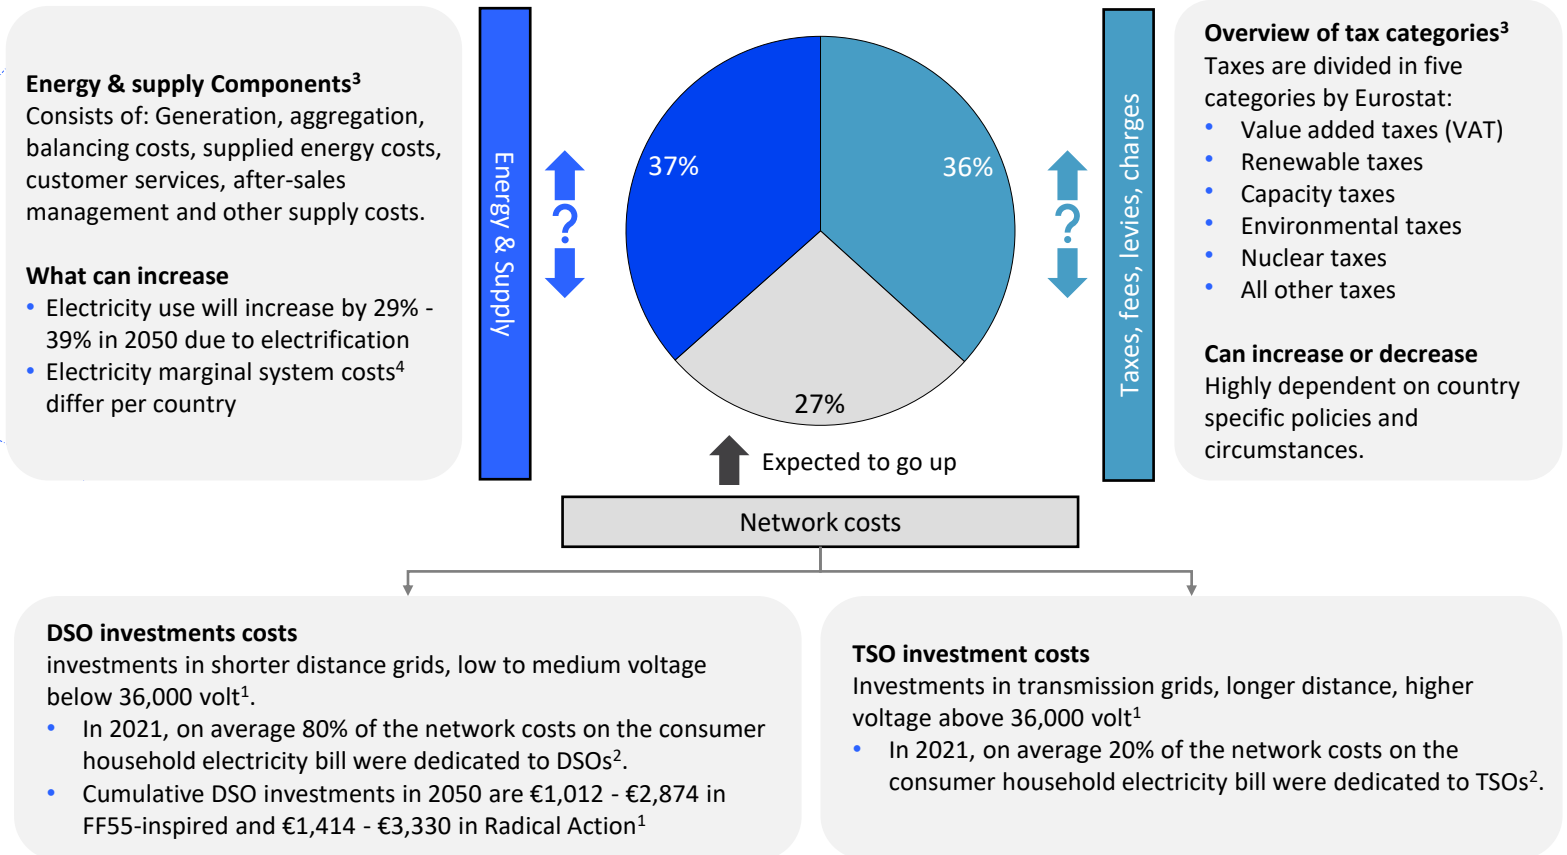 Energy & supply Components³
Consists of: Generation, aggregation,
balancing costs, supplied energy costs,
customer services, after-sales
management and other supply costs.
What can increase
• Electricity use will increase by 29% -
39% in 2050 due to electrification
• Electricity marginal system costs⁴
differ per country
Energy & Supply
?
37%
36%
27%
?
Taxes, fees, levies, charges
Overview of tax categories³
Taxes are divided in five
categories by Eurostat:
• Value added taxes (VAT)
• Renewable taxes
• Capacity taxes
• Environmental taxes
• Nuclear taxes
• All other taxes
Can increase or decrease
Highly dependent on country
specific policies and
circumstances.
Expected to go up
Network costs
DSO investments costs
investments in shorter distance grids, low to medium voltage
below 36,000 volt¹.
• In 2021, on average 80% of the network costs on the consumer
household electricity bill were dedicated to DSOs².
• Cumulative DSO investments in 2050 are €1,012 - €2,874 in
FF55-inspired and €1,414 - €3,330 in Radical Action¹
TSO investment costs
Investments in transmission grids, longer distance, higher
voltage above 36,000 volt¹
• In 2021, on average 20% of the network costs on the
consumer household electricity bill were dedicated to TSOs².